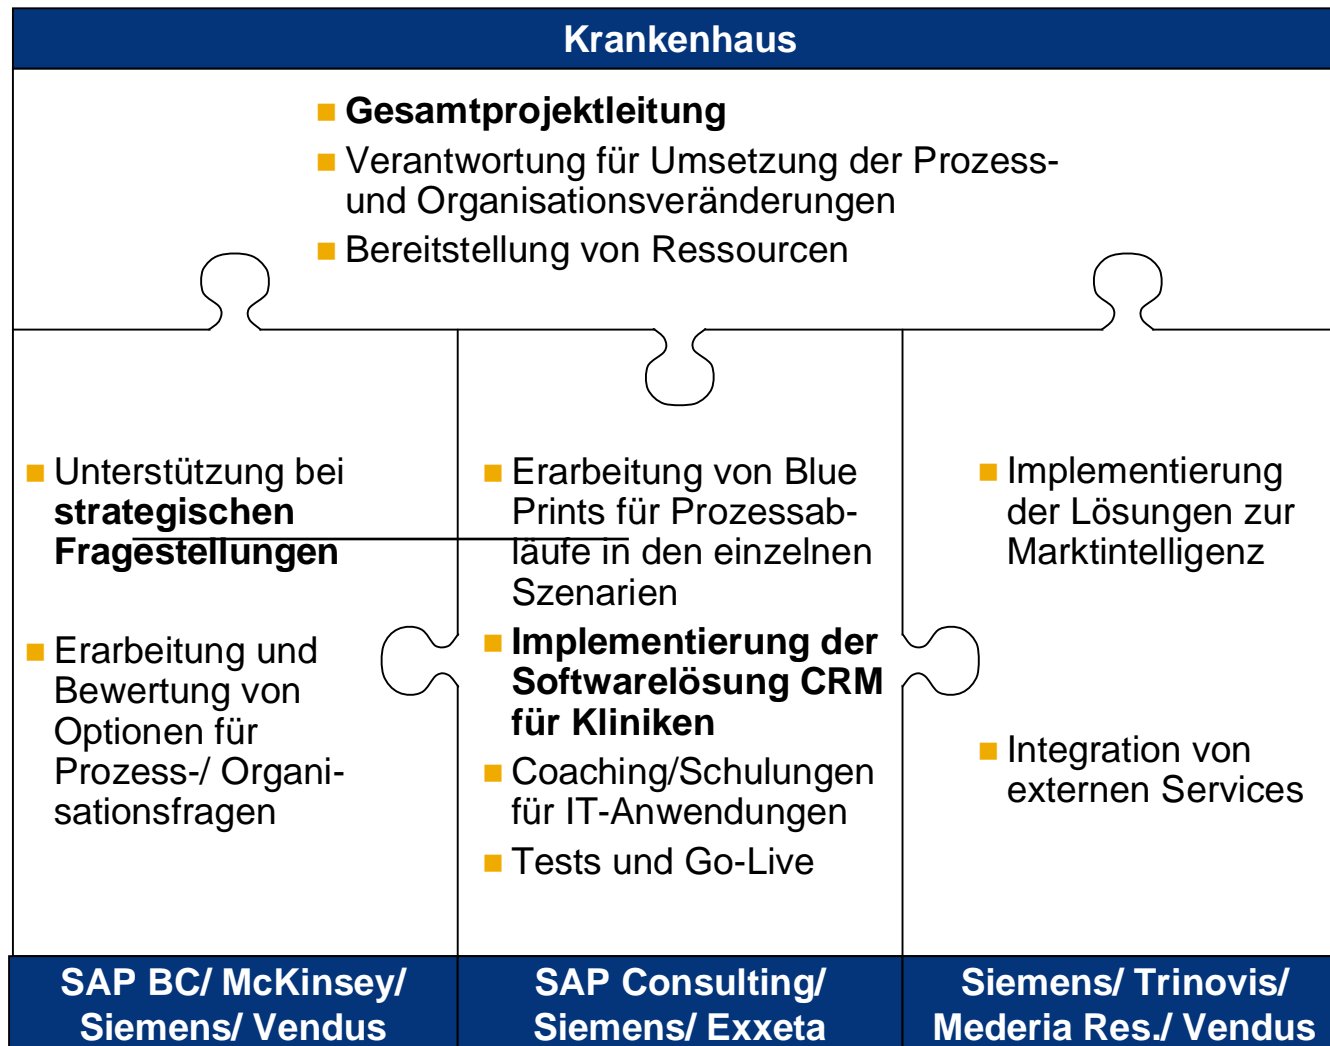 Krankenhaus
Gesamtprojektleitung
Verantwortung für Umsetzung der Prozess-
und Organisationsveränderungen
Bereitstellung von Ressourcen
Unterstützung bei
strategischen
Fragestellungen
Erarbeitung und
Bewertung von
Optionen für
Prozess-/ Organi-
sationsfragen
Erarbeitung von Blue
Prints für Prozessab-
läufe in den einzelnen
Szenarien
Implementierung der
Softwarelösung CRM
für Kliniken
Coaching/Schulungen
für IT-Anwendungen
Tests und Go-Live
Implementierung
der Lösungen zur
Marktintelligenz
Integration von
externen Services
SAP BC/ McKinsey/
Siemens/ Vendus
SAP Consulting/
Siemens/ Exxeta
Siemens/ Trinovis/
Mederia Res./ Vendus